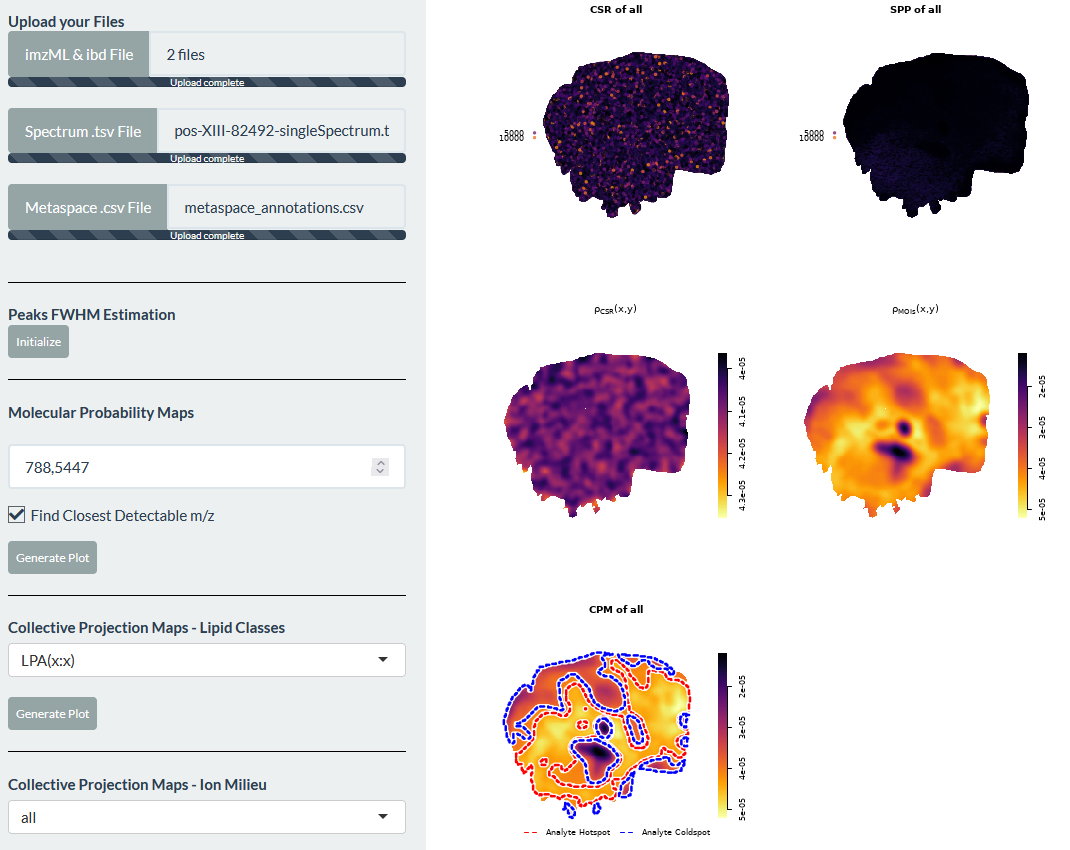 Upload your Files
imzML & ibd File
2 files
Upload complete
Spectrum .tsv File
pos-XIII-82492-singleSpectrum.t
Upload complete
Metaspace .csv File
metaspace_annotations.csv
Upload complete
Peaks FWHM Estimation
Initialize
Molecular Probability Maps
788,5447
Find Closest Detectable m/z
Generate Plot
Collective Projection Maps - Lipid Classes
LPA(x:x)
Generate Plot
Collective Projection Maps - Ion Milieu
all
CSR of all
5000
10000
SPP of all
5000
10000
ρCSR(x,y)
4e-05
4.1e-05
4.2e-05
4.3e-05
ρMOIs(x,y)
2e-05
3e-05
4e-05
5e-05
CPM of all
2e-05
3e-05
4e-05
5e-05
Analyte Hotspot
Analyte Coldspot